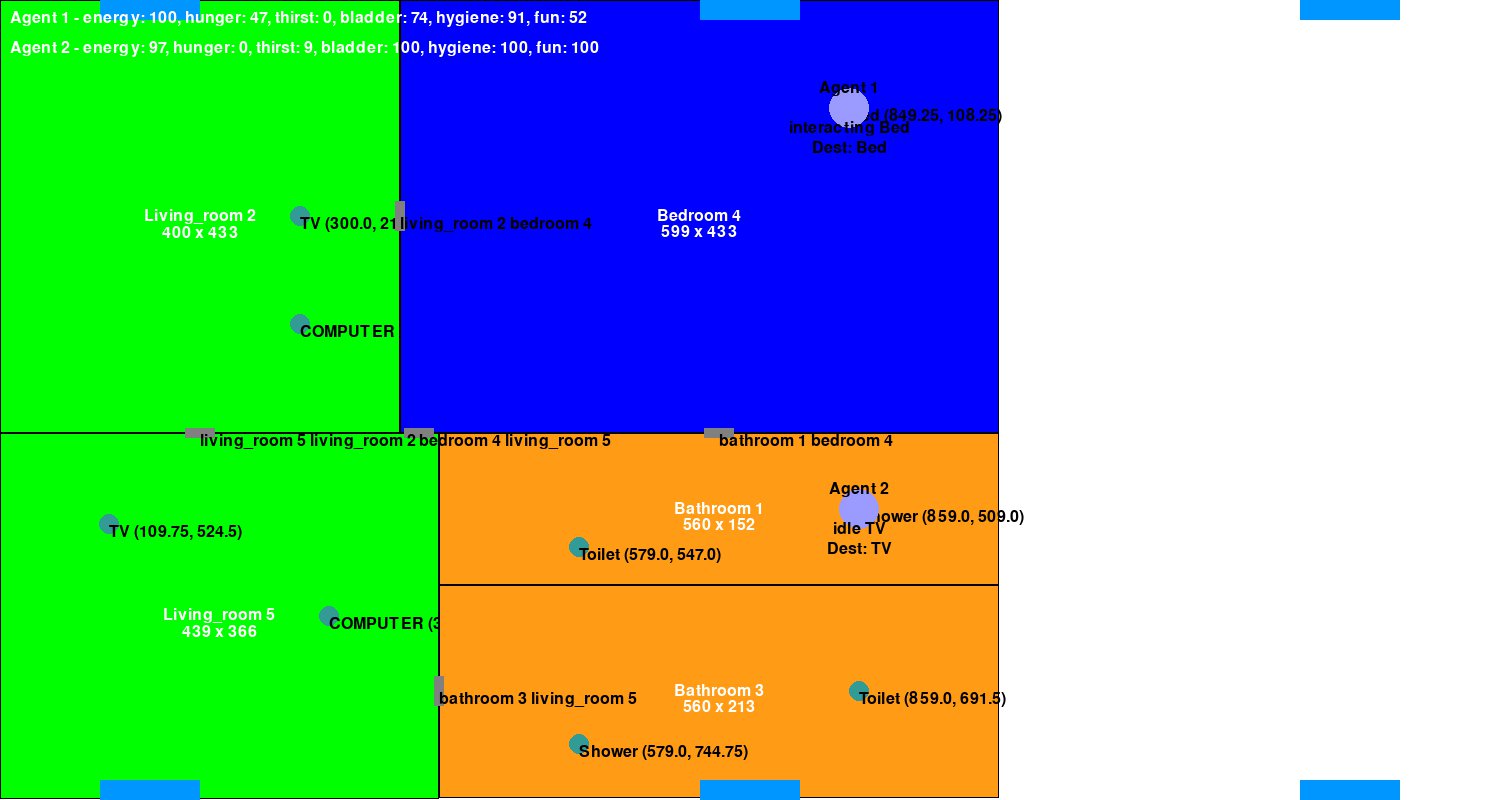 Agent 1 - energy: 100, hunger: 47, thirst: 0, bladder: 74, hygiene: 91, fun: 52
Agent 2 - energy: 97, hunger: 0, thirst: 9, bladder: 100, hygiene: 100, fun: 100
Agent 1
(849.25, 108.25)
interacting Bed
Dest: Bed
Living_room 2
400 x 433
TV (300.0, 21
living_room 2 bedroom 4
Bedroom 4
599 x 433
COMPUTER
living_room 5 living_room 2
bedroom 4 living_room 5
bathroom 1 bedroom 4
Agent 2
Bathroom 1
560 x 152
hower (859.0, 509.0)
idle TV
Dest: TV
TV (109.75, 524.5)
Toilet (579.0, 547.0)
Living_room 5
439 x 366
COMPUTER (3
bathroom 3 living_room 5
Bathroom 3
560 x 213
Toilet (859.0, 691.5)
Shower (579.0, 744.75)